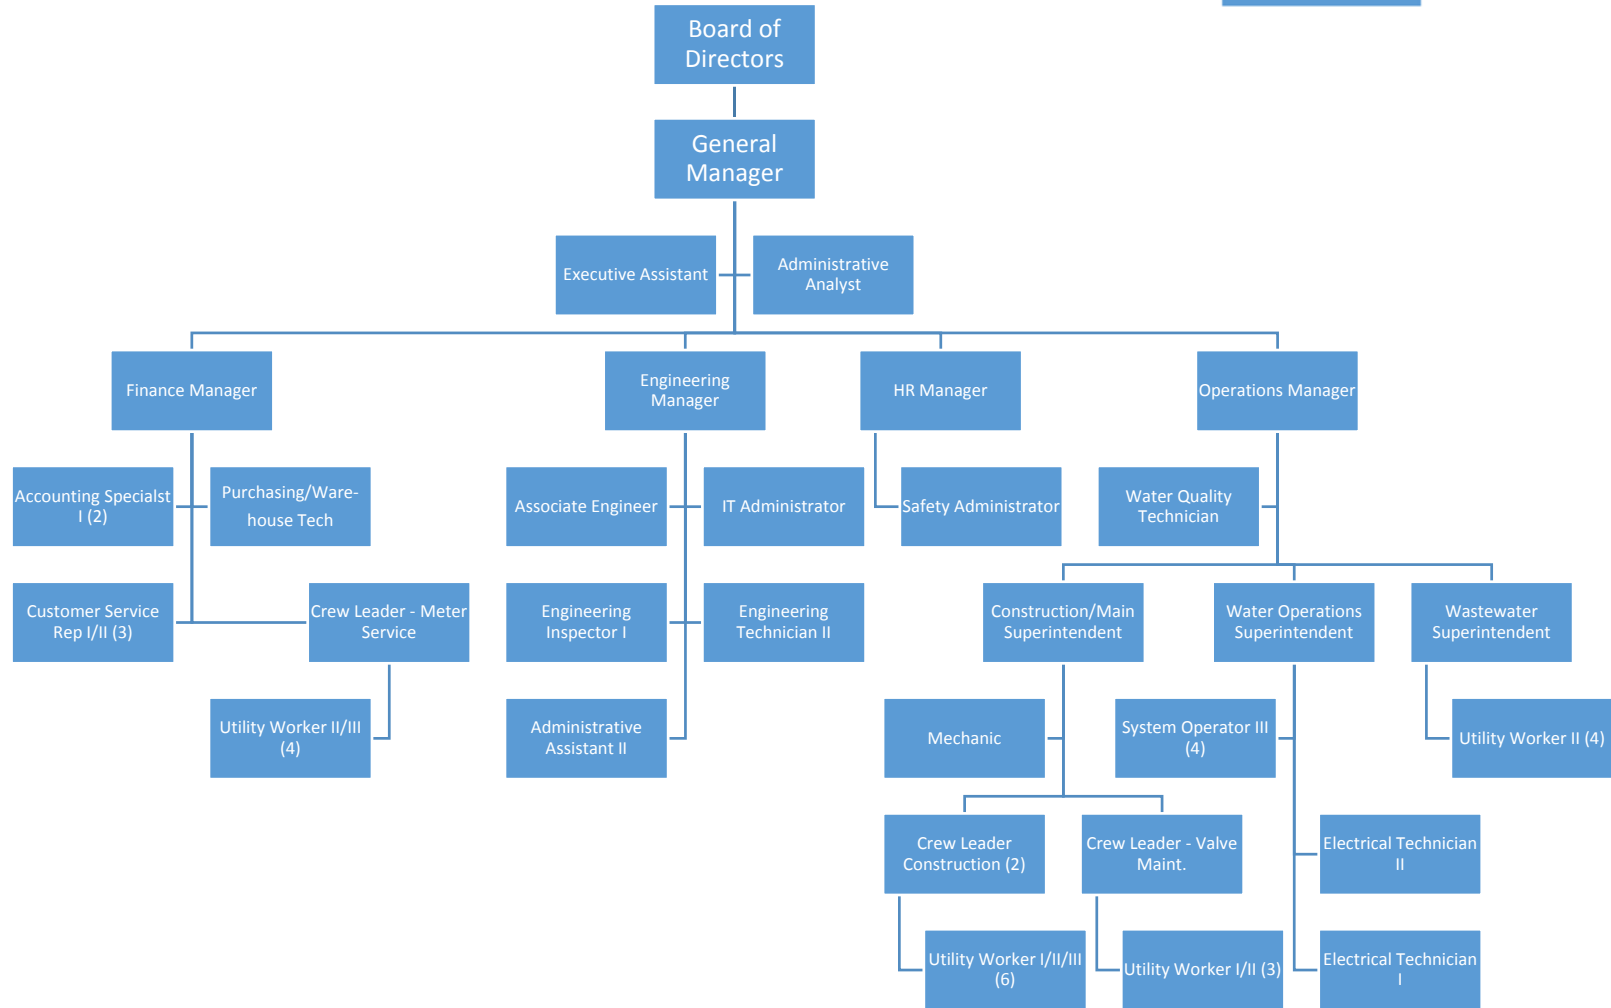 Board of
Directors
General
Manager
Executive Assistant
Administrative
Analyst
Finance Manager
Engineering
Manager
HR Manager
Operations Manager
Accounting Specialst
I (2)
Purchasing/Ware-
house Tech
Associate Engineer
IT Administrator
Safety Administrator
Water Quality
Technician
Customer Service
Rep I/II (3)
Crew Leader - Meter
Service
Engineering
Inspector I
Engineering
Technician II
Construction/Main
Superintendent
Water Operations
Superintendent
Wastewater
Superintendent
Utility Worker II/III
(4)
Administrative
Assistant II
Mechanic
System Operator III
(4)
Utility Worker II (4)
Crew Leader
Construction (2)
Crew Leader - Valve
Maint.
Electrical Technician
II
Utility Worker I/II/III
(6)
Utility Worker I/II (3)
Electrical Technician
I